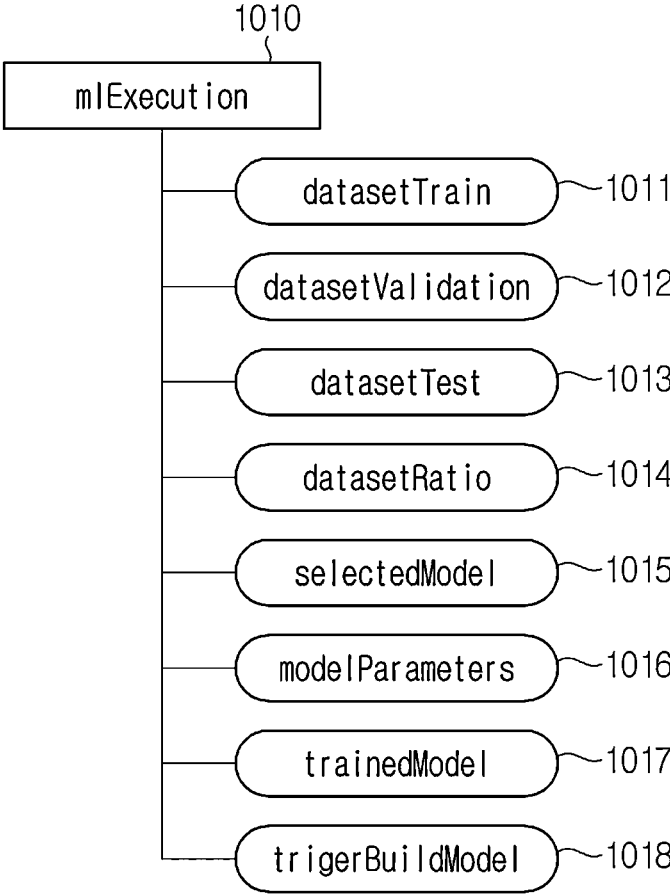 1010
mlExecution
datasetTrain 1011
datasetValidation 1012
datasetTest 1013
datasetRatio 1014
selectedModel 1015
modelParameters 1016
trainedModel 1017
trigerBuildModel 1018